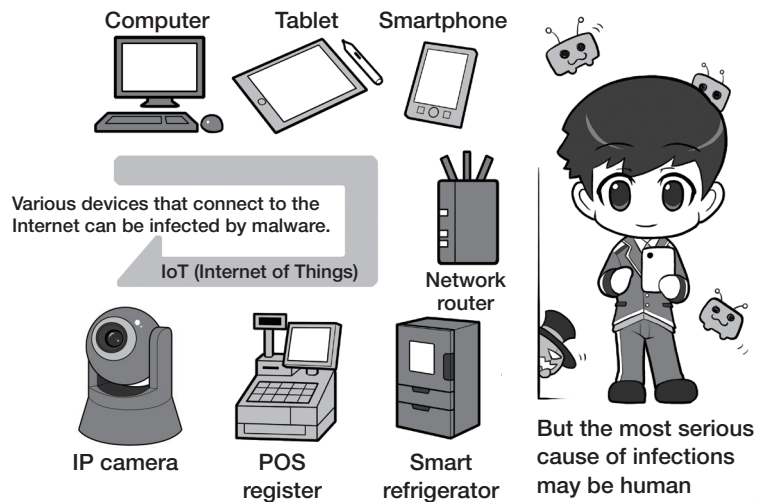 Computer
Tablet
Smartphone
Various devices that connect to the
Internet can be infected by malware.
IoT (Internet of Things)
Network
router
IP camera
POS
register
Smart
refrigerator
But the most serious
cause of infections
may be human